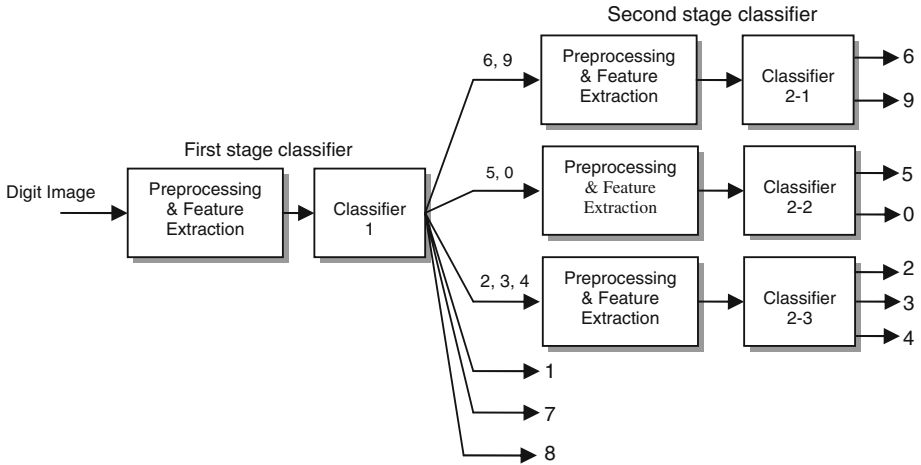 Second stage classifier
6, 9
Preprocessing
& Feature
Extraction
Classifier
2-1
6
9
First stage classifier
Digit Image
Preprocessing
& Feature
Extraction
Classifier
1
5, 0
Preprocessing
& Feature
Extraction
Classifier
2-2
5
0
2, 3, 4
Preprocessing
& Feature
Extraction
Classifier
2-3
2
3
4
1
7
8